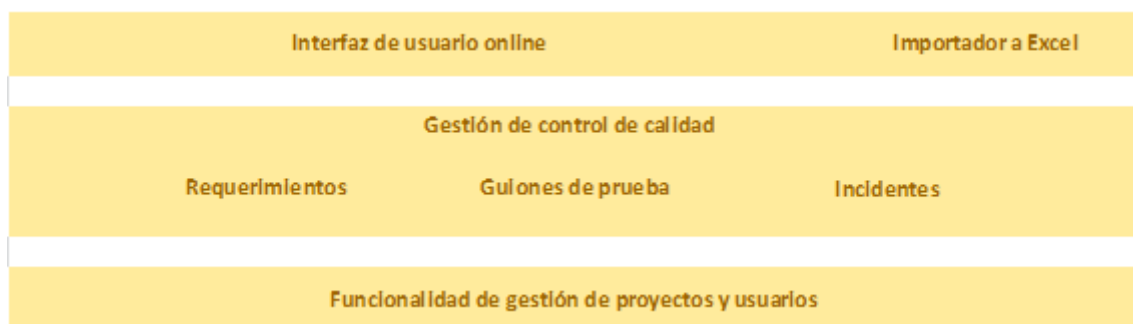 Interfaz de usuario online Importador a Excel
Gestión de control de calidad
Requerimientos Guiones de prueba Incidentes
Funcionalidad de gestión de proyectos y usuarios